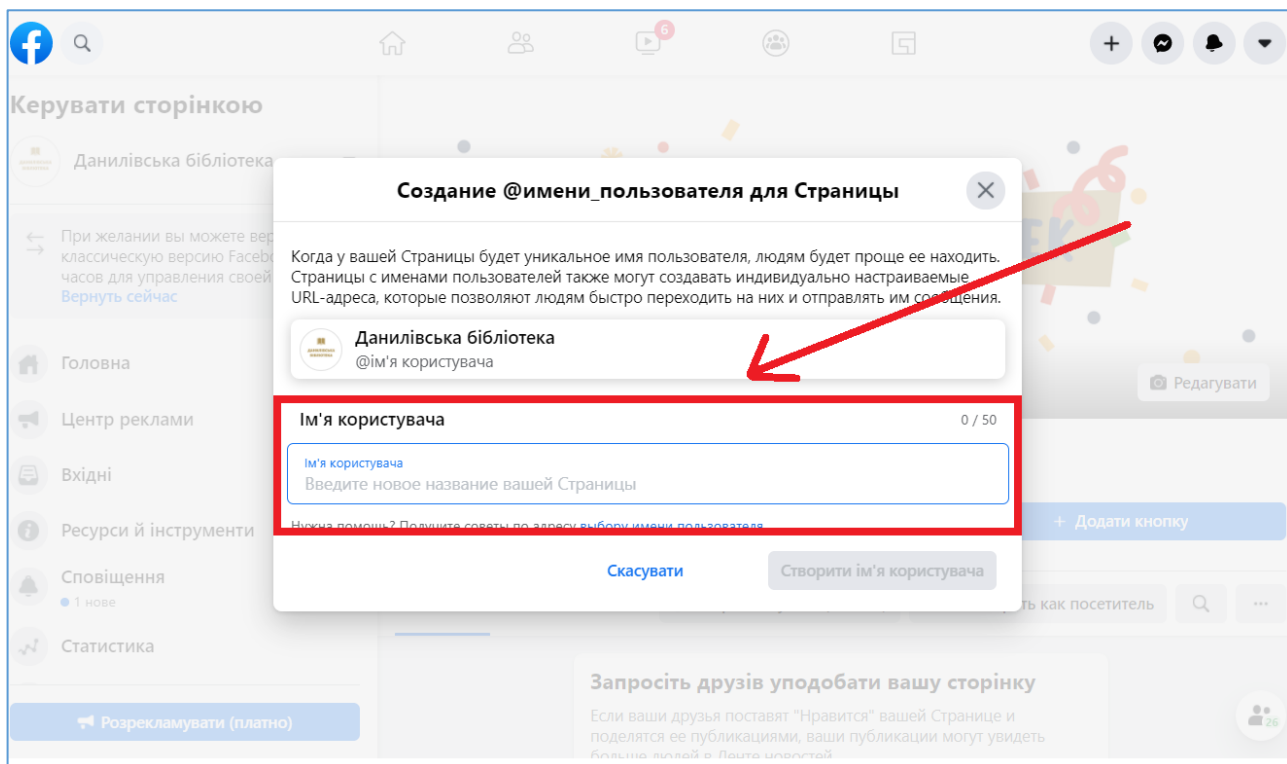 6
Керувати сторінкою
Данилівська бібліотека
При желании вы можете вер
классическую версию Facebo
часов для управления своей
Вернуть сейчас
Головна
Центр реклами
Вхідні
Ресурси й інструменти
Сповіщення
1 нове
Статистика
Розрекламувати (платно)
Создание @имени_пользователя для Страницы
Когда у вашей Страницы будет уникальное имя пользователя, людям будет проще ее находить.
Страницы с именами пользователей также могут создавать индивидуально настраиваемые
URL-адреса, которые позволяют людям быстро переходить на них и отправлять им сообщения.
Данилівська бібліотека
@ім'я користувача
Ім'я користувача 0 / 50
Ім'я користувача
Введите новое название вашей Страницы
Нужна помощь? Получите советы по адресу выбору имени пользователя
Скасувати Створити ім'я користувача
Редагувати
+ Додати кнопку
ть как посетитель
Запросіть друзів уподобати вашу сторінку
Если ваши друзья поставят "Нравится" вашей Странице и
поделятся ее публикациями, ваши публикации могут увидеть
больше людей в Ленте новостей
26